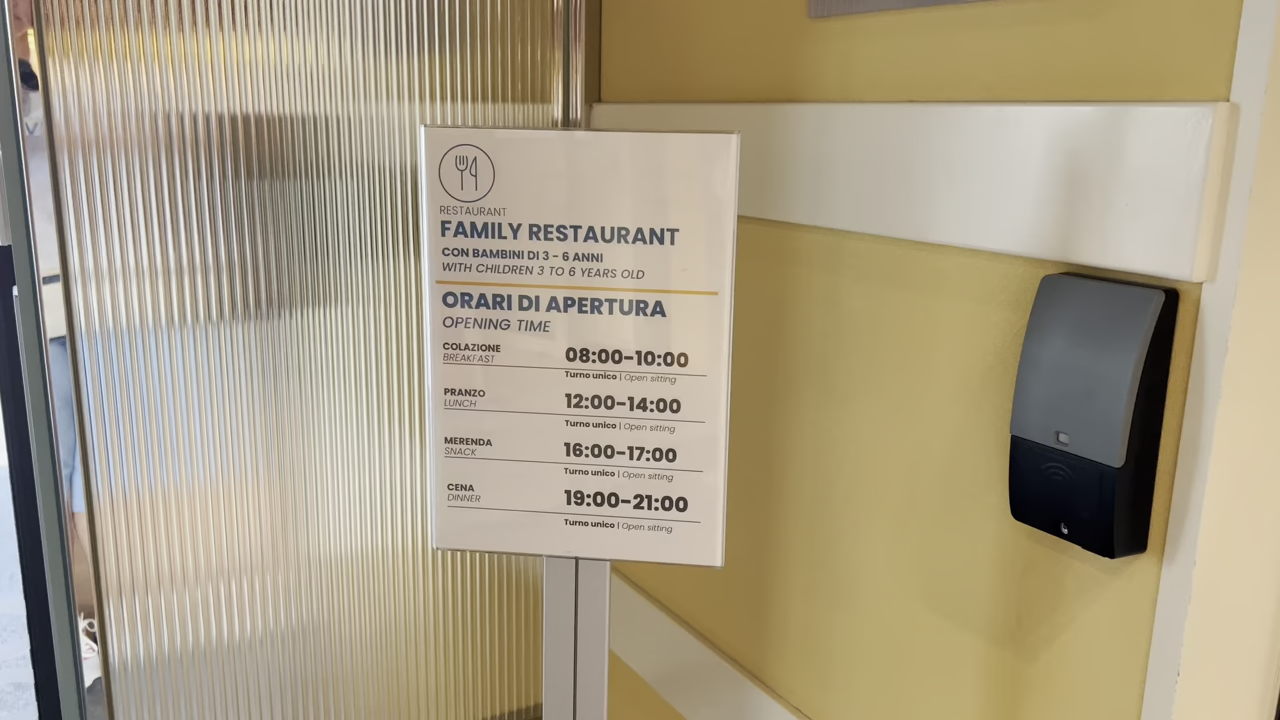 RESTAURANT
FAMILY RESTAURANT
CON BAMBINI DI 3 - 6 ANNI
WITH CHILDREN 3 TO 6 YEARS OLD
ORARI DI APERTURA
OPENING TIME
COLAZIONE
BREAKFAST
08:00-10:00
Turno unico | Open sitting
PRANZO
LUNCH
12:00-14:00
Turno unico | Open sitting
MERENDA
SNACK
16:00-17:00
Turno unico | Open sitting
CENA
DINNER
19:00-21:00
Turno unico | Open sitting